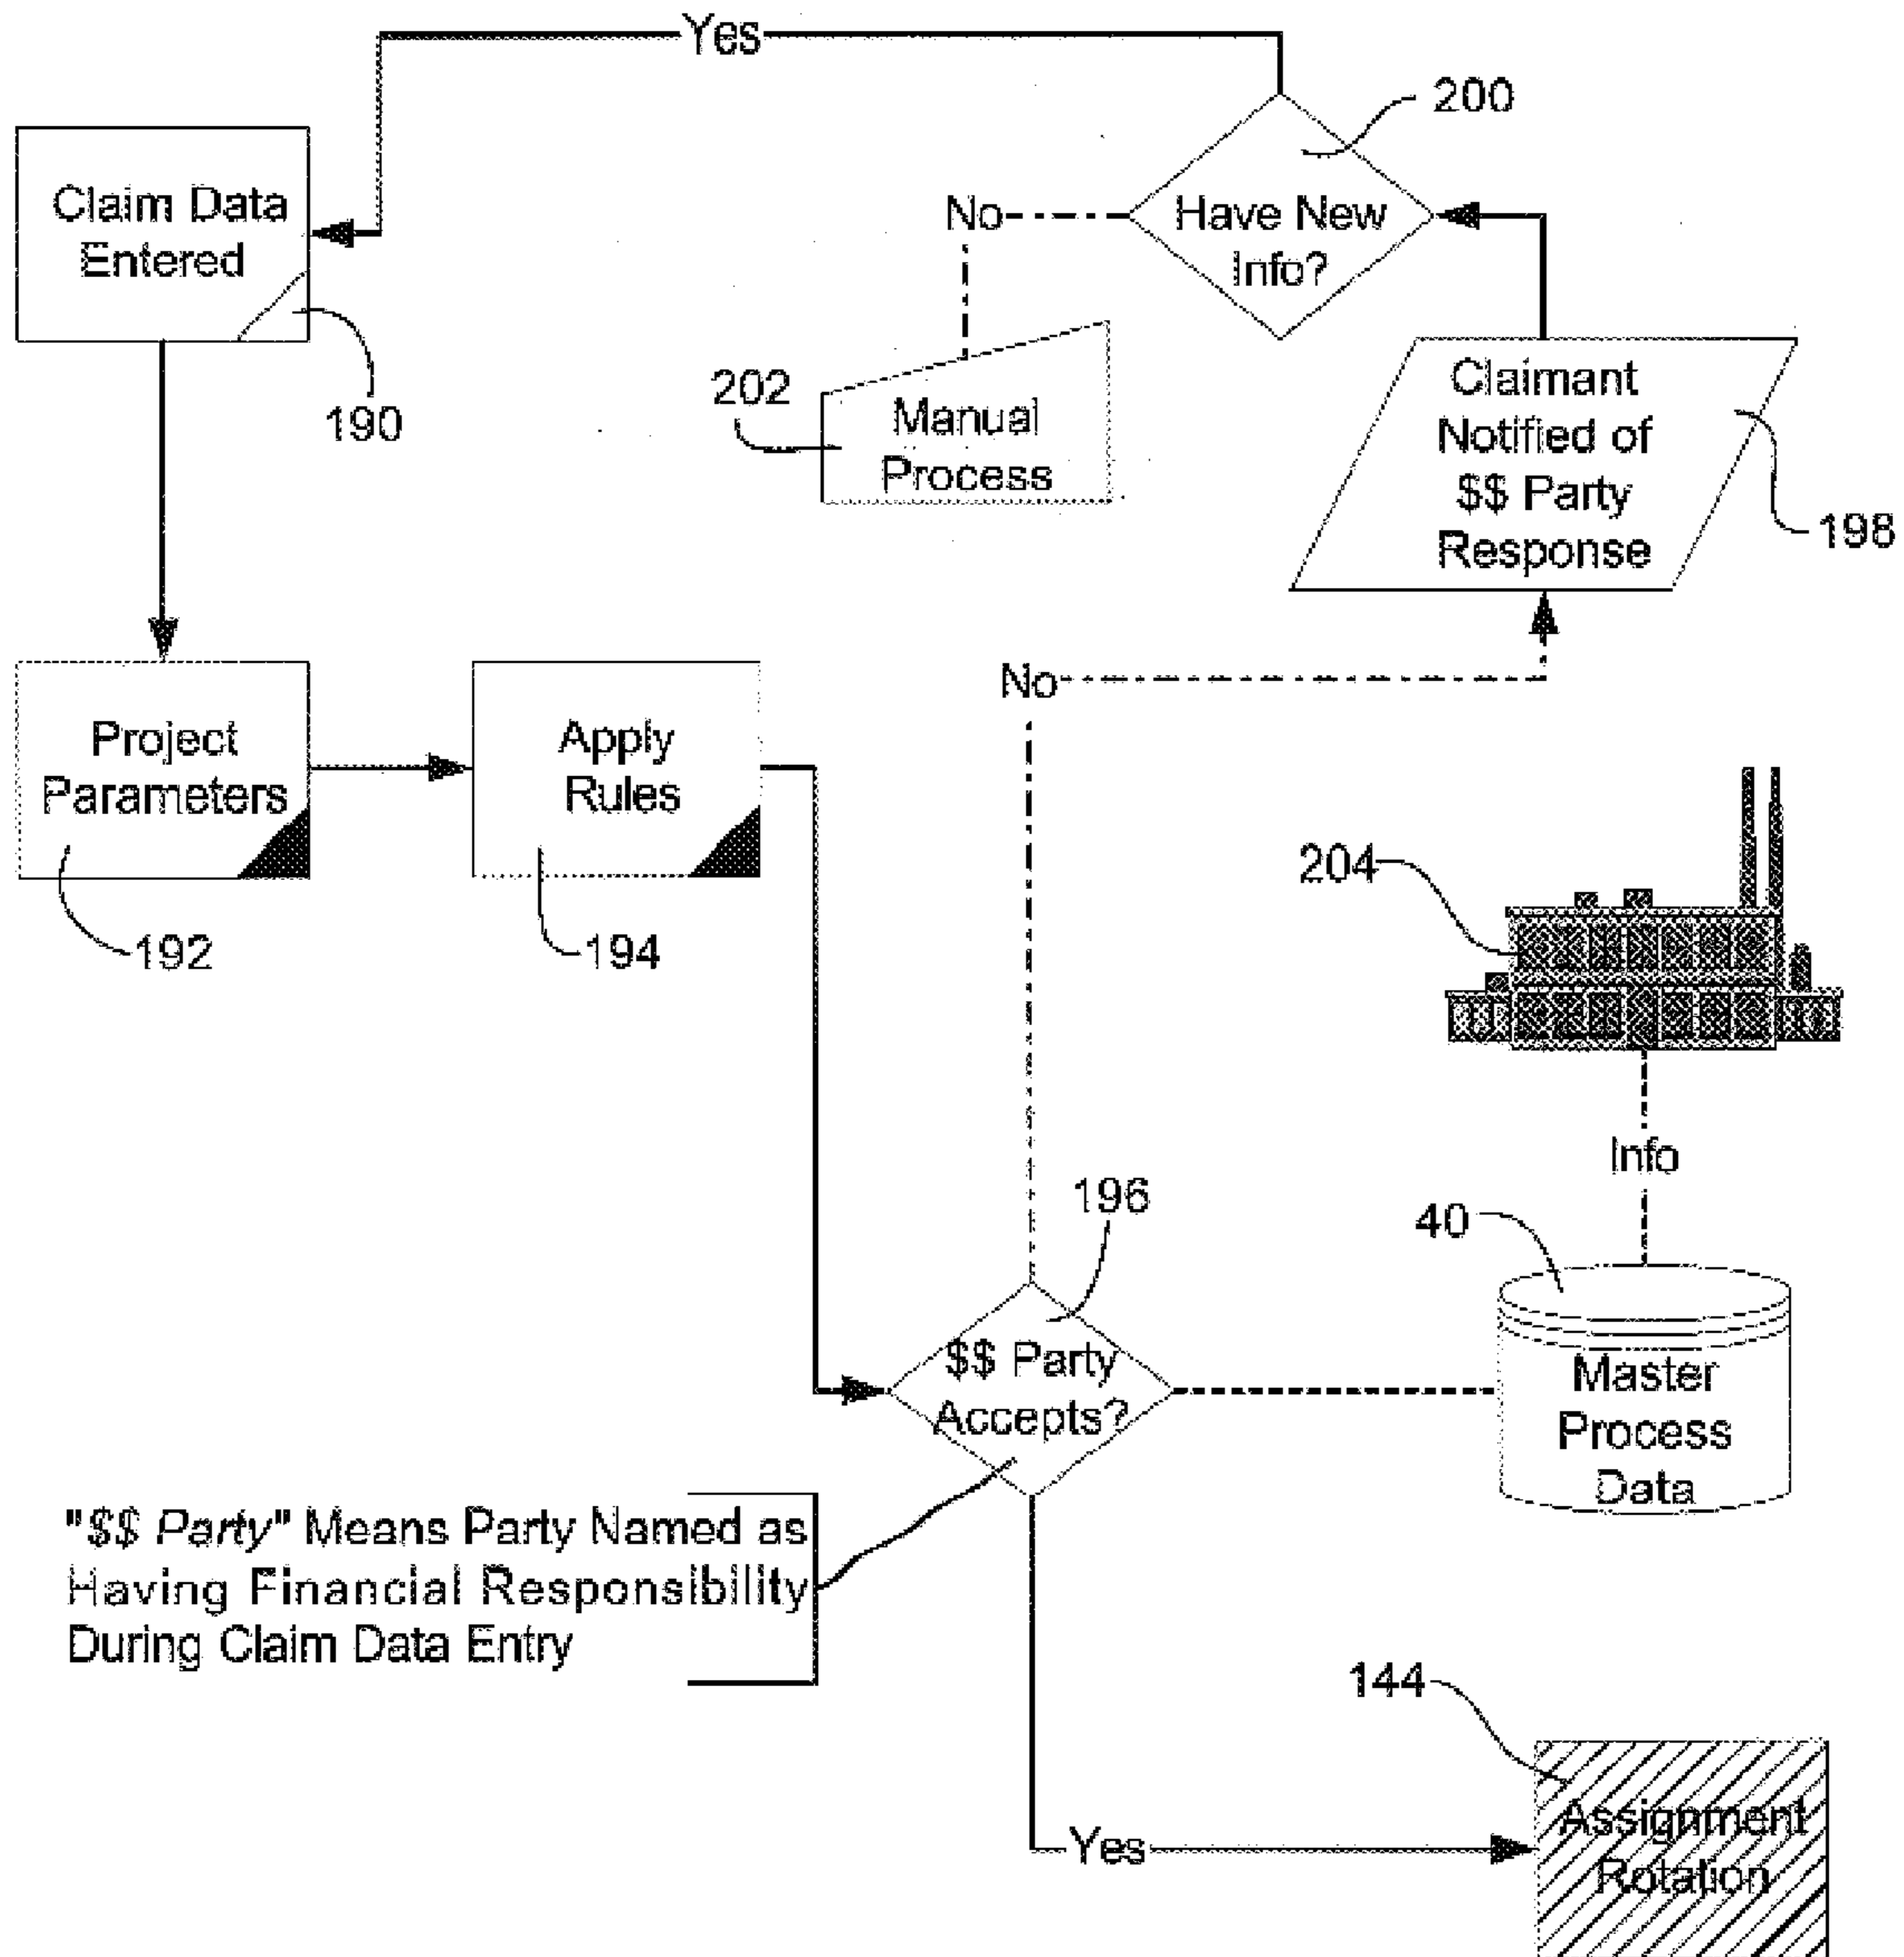 Yes
200
Claim Data
Entered
No
Have New
Info?
190
202
Manual
Process
Claimant
Notified of
$$ Party
Response
198
No
Project
Parameters
Apply
Rules
192
194
204
Info
196
40
$$ Party
Accepts?
Master
Process
Data
"$$ Party" Means Party Named as
Having Financial Responsibility
During Claim Data Entry
144
Yes
Assignment
Rotation